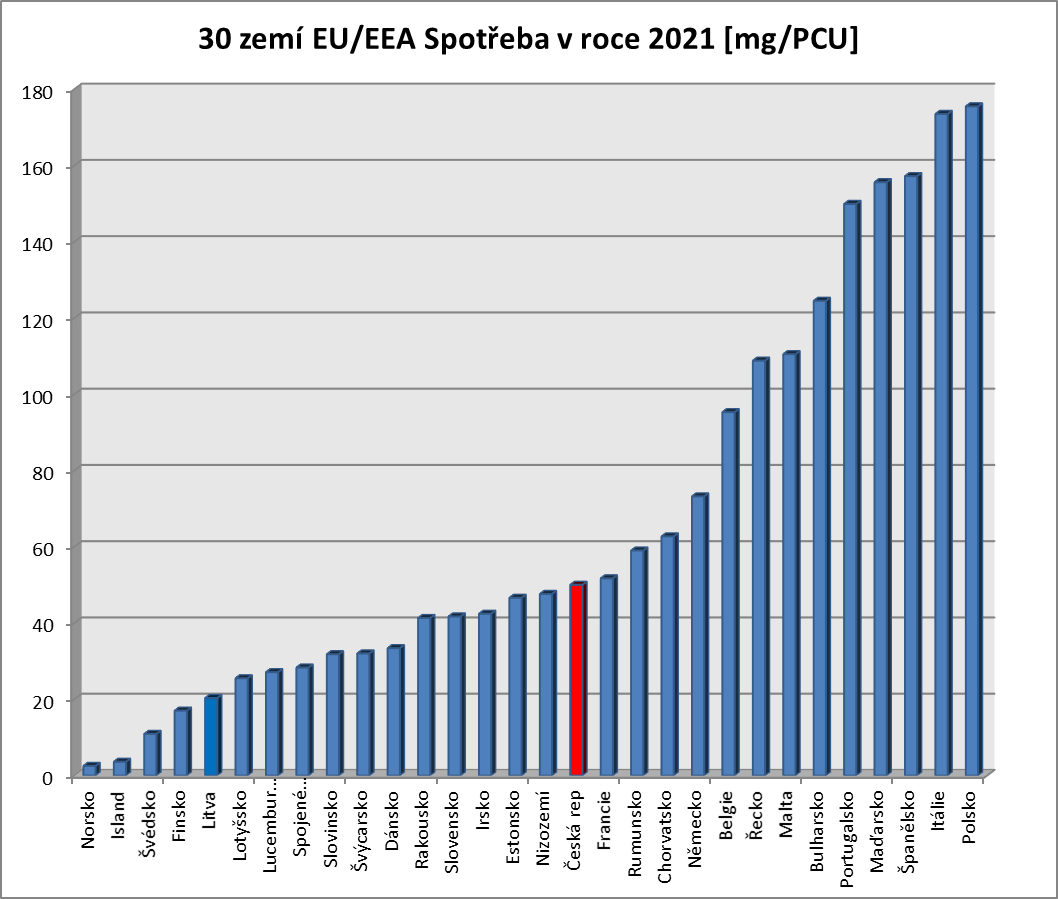 30 zemí EU/EEA Spotřeba v roce 2021 [mg/PCU]
180
160
140
120
100
80
60
40
20
0
Norsko
Island
Švédsko
Finsko
Litva
Lotyšsko
Lucembur…
Spojené…
Slovinsko
Švýcarsko
Dánsko
Rakousko
Slovensko
Irsko
Estonsko
Nizozemí
Česká rep
Francie
Rumunsko
Chorvatsko
Německo
Belgie
Řecko
Malta
Bulharsko
Portugalsko
Maďarsko
Španělsko
Itálie
Polsko